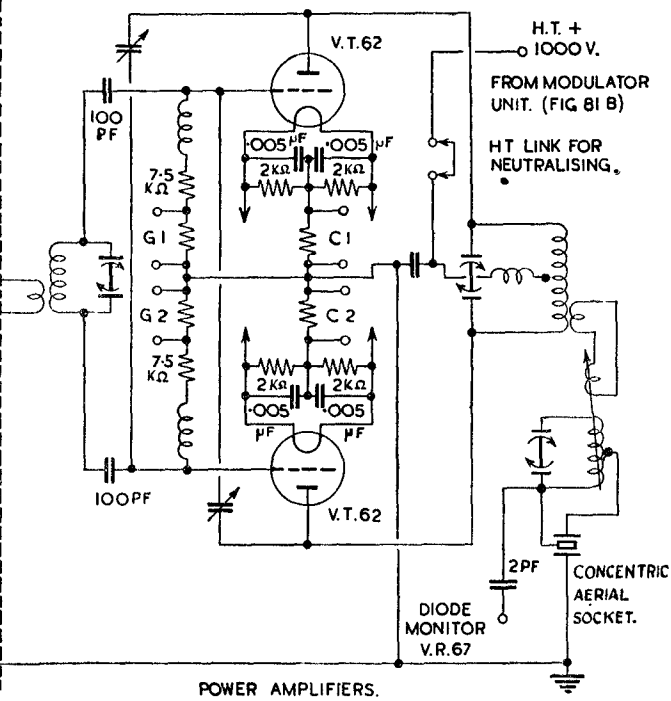 V.T.62
H.T. +
1000 V.
FROM MODULATOR
UNIT. (FIG 81 B)
HT LINK FOR
NEUTRALISING.
100
PF
.005 µF
µF
2KΩ
2KΩ
7.5
KΩ
G1
C1
G2
C2
7.5
KΩ
2KΩ
2KΩ
.005
µF
.005
µF
100PF
V.T.62
2PF
CONCENTRIC
AERIAL
SOCKET.
DIODE
MONITOR
V.R.67
POWER AMPLIFIERS.
.005